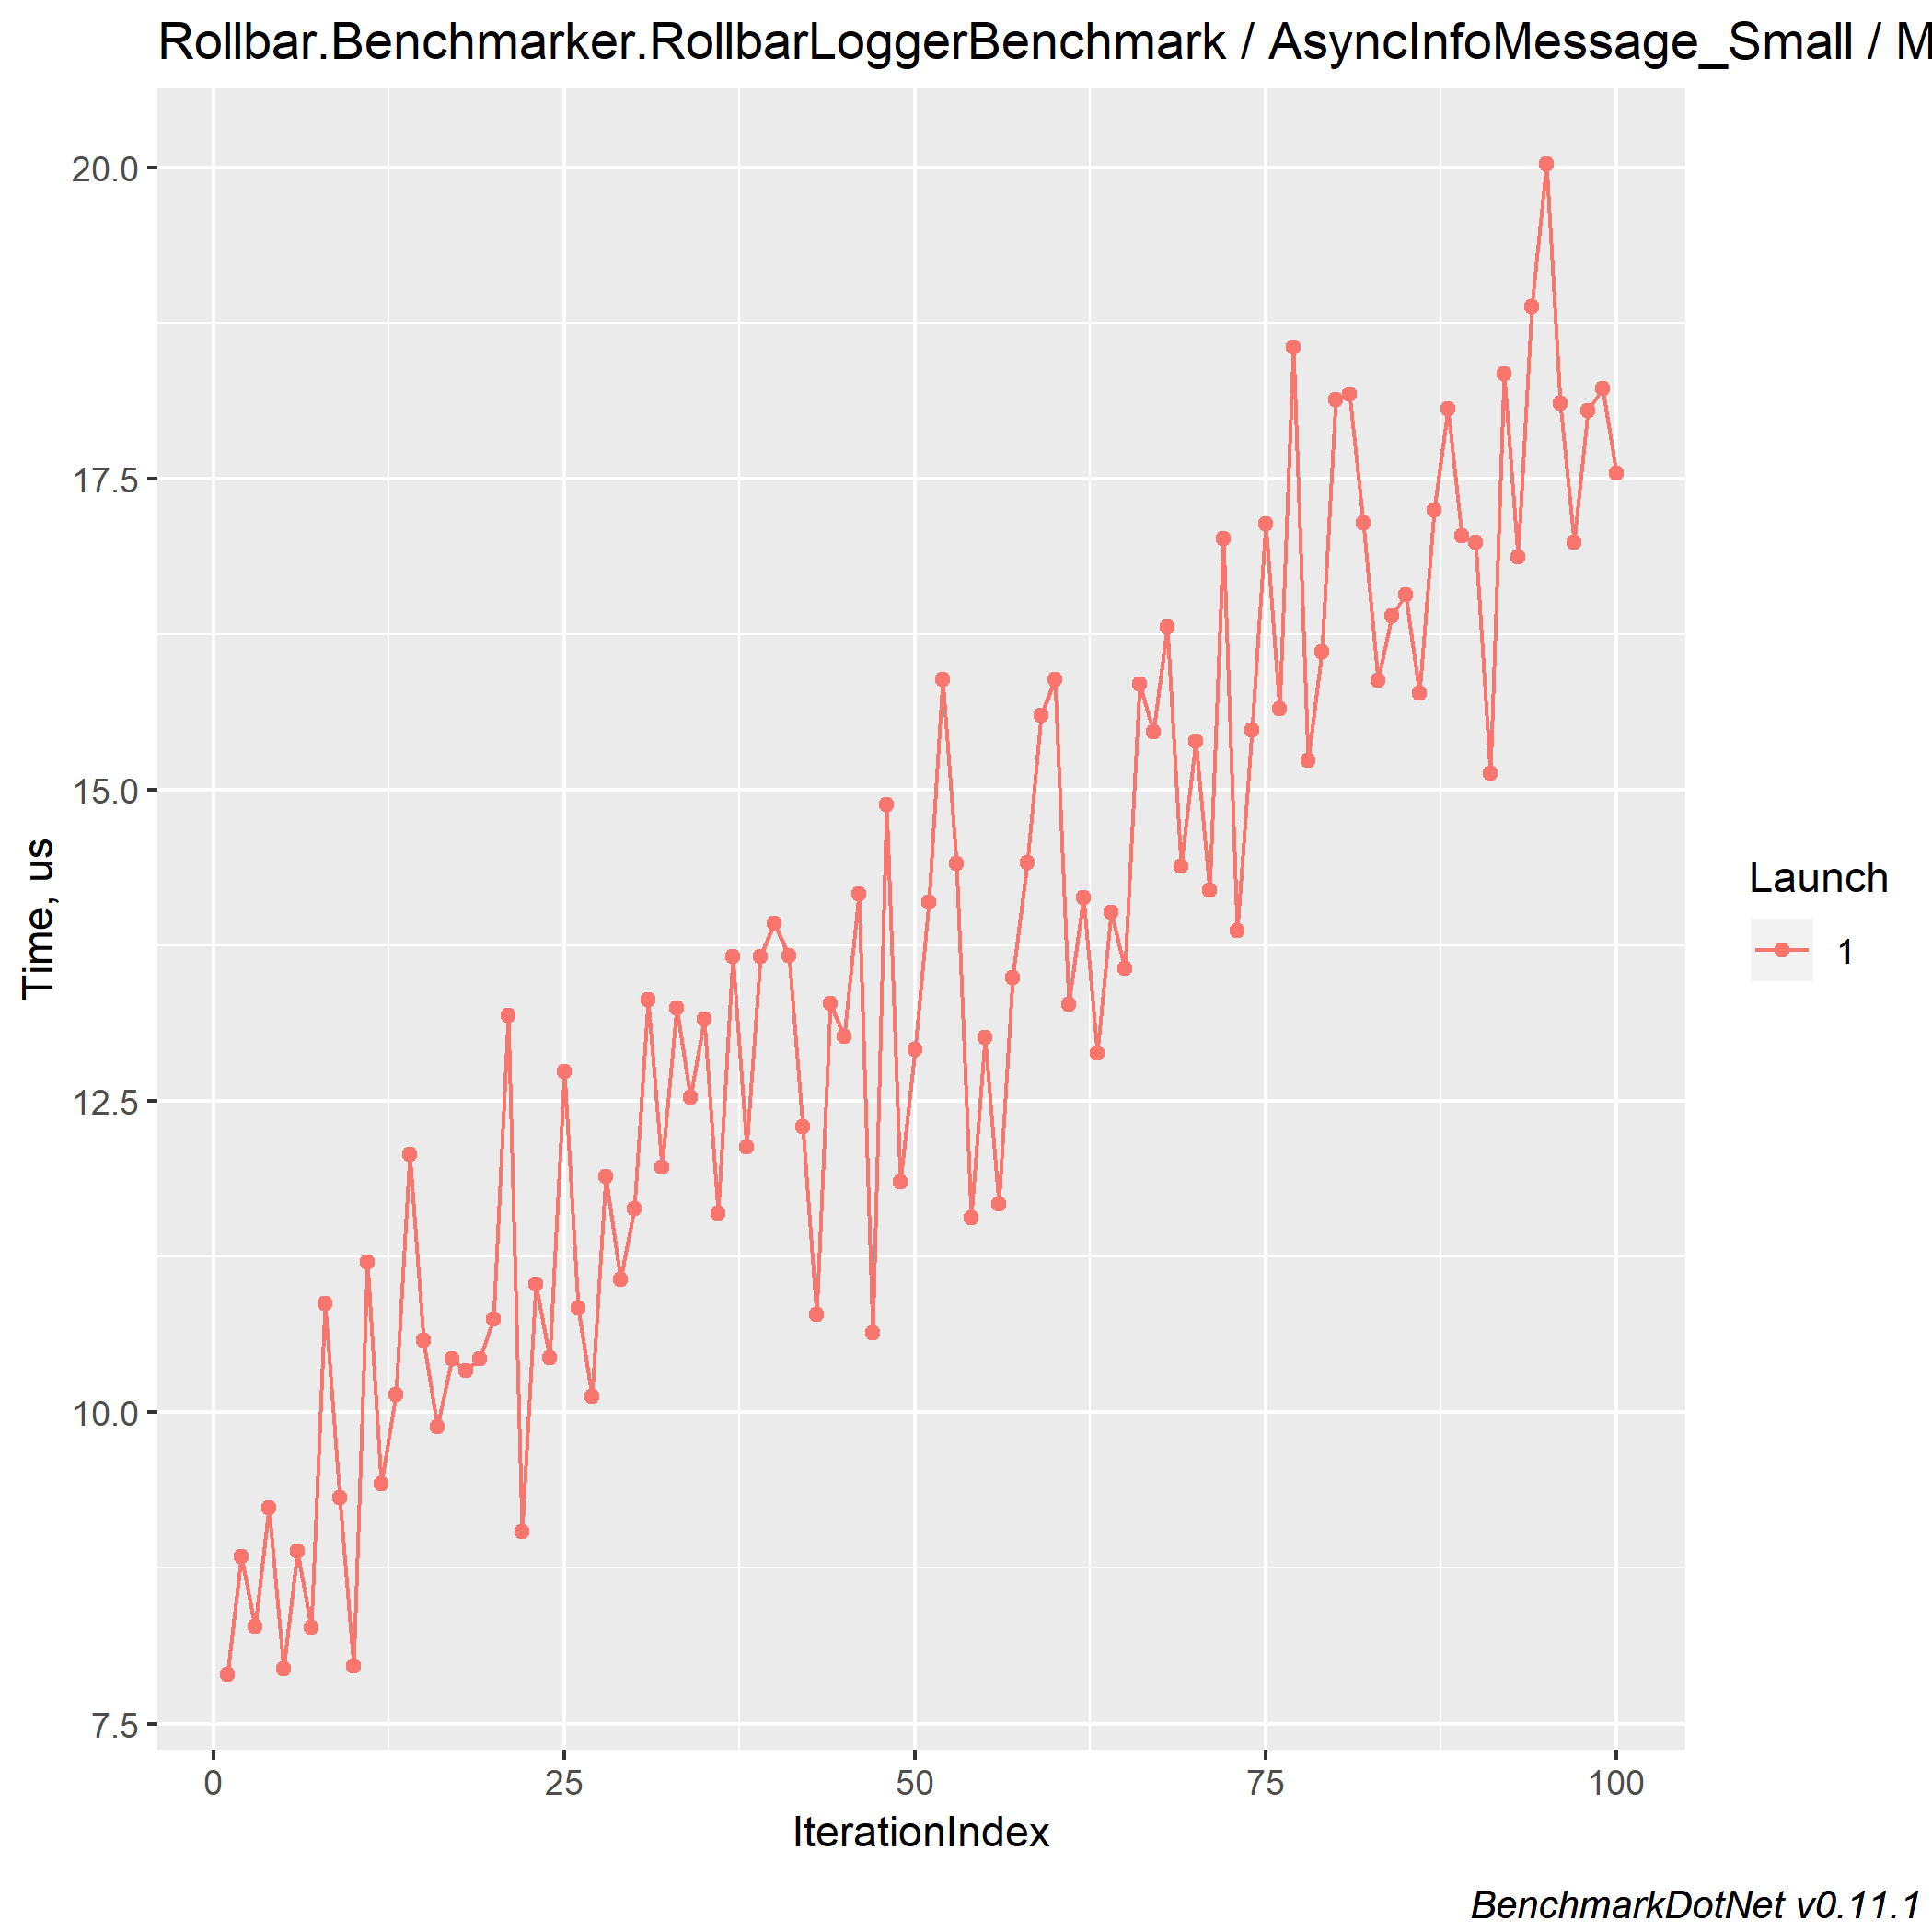 Rollbar.Benchmarker.RollbarLoggerBenchmark / AsyncInfoMessage_Small / M
20.0
17.5
15.0
12.5
10.0
7.5
Time, us
0 25 50 75 100
IterationIndex
Launch
1
BenchmarkDotNet v0.11.1